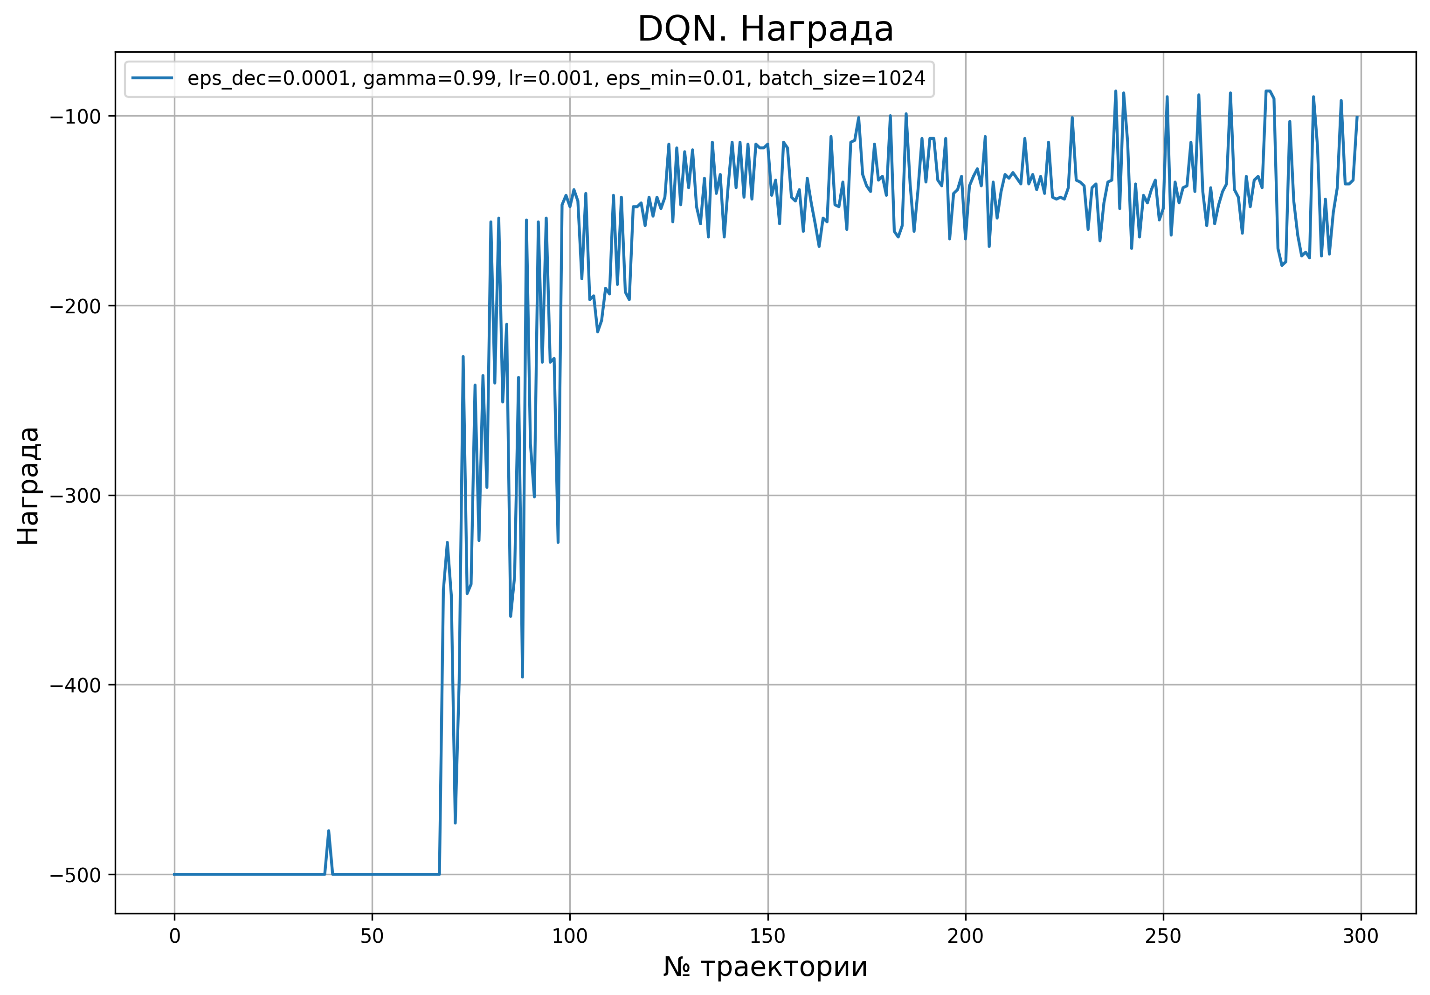 DQN. Награда
eps_dec=0.0001, gamma=0.99, lr=0.001, eps_min=0.01, batch_size=1024
Награда
−100
−200
−300
−400
−500
0 50 100 150 200 250 300
№ траектории